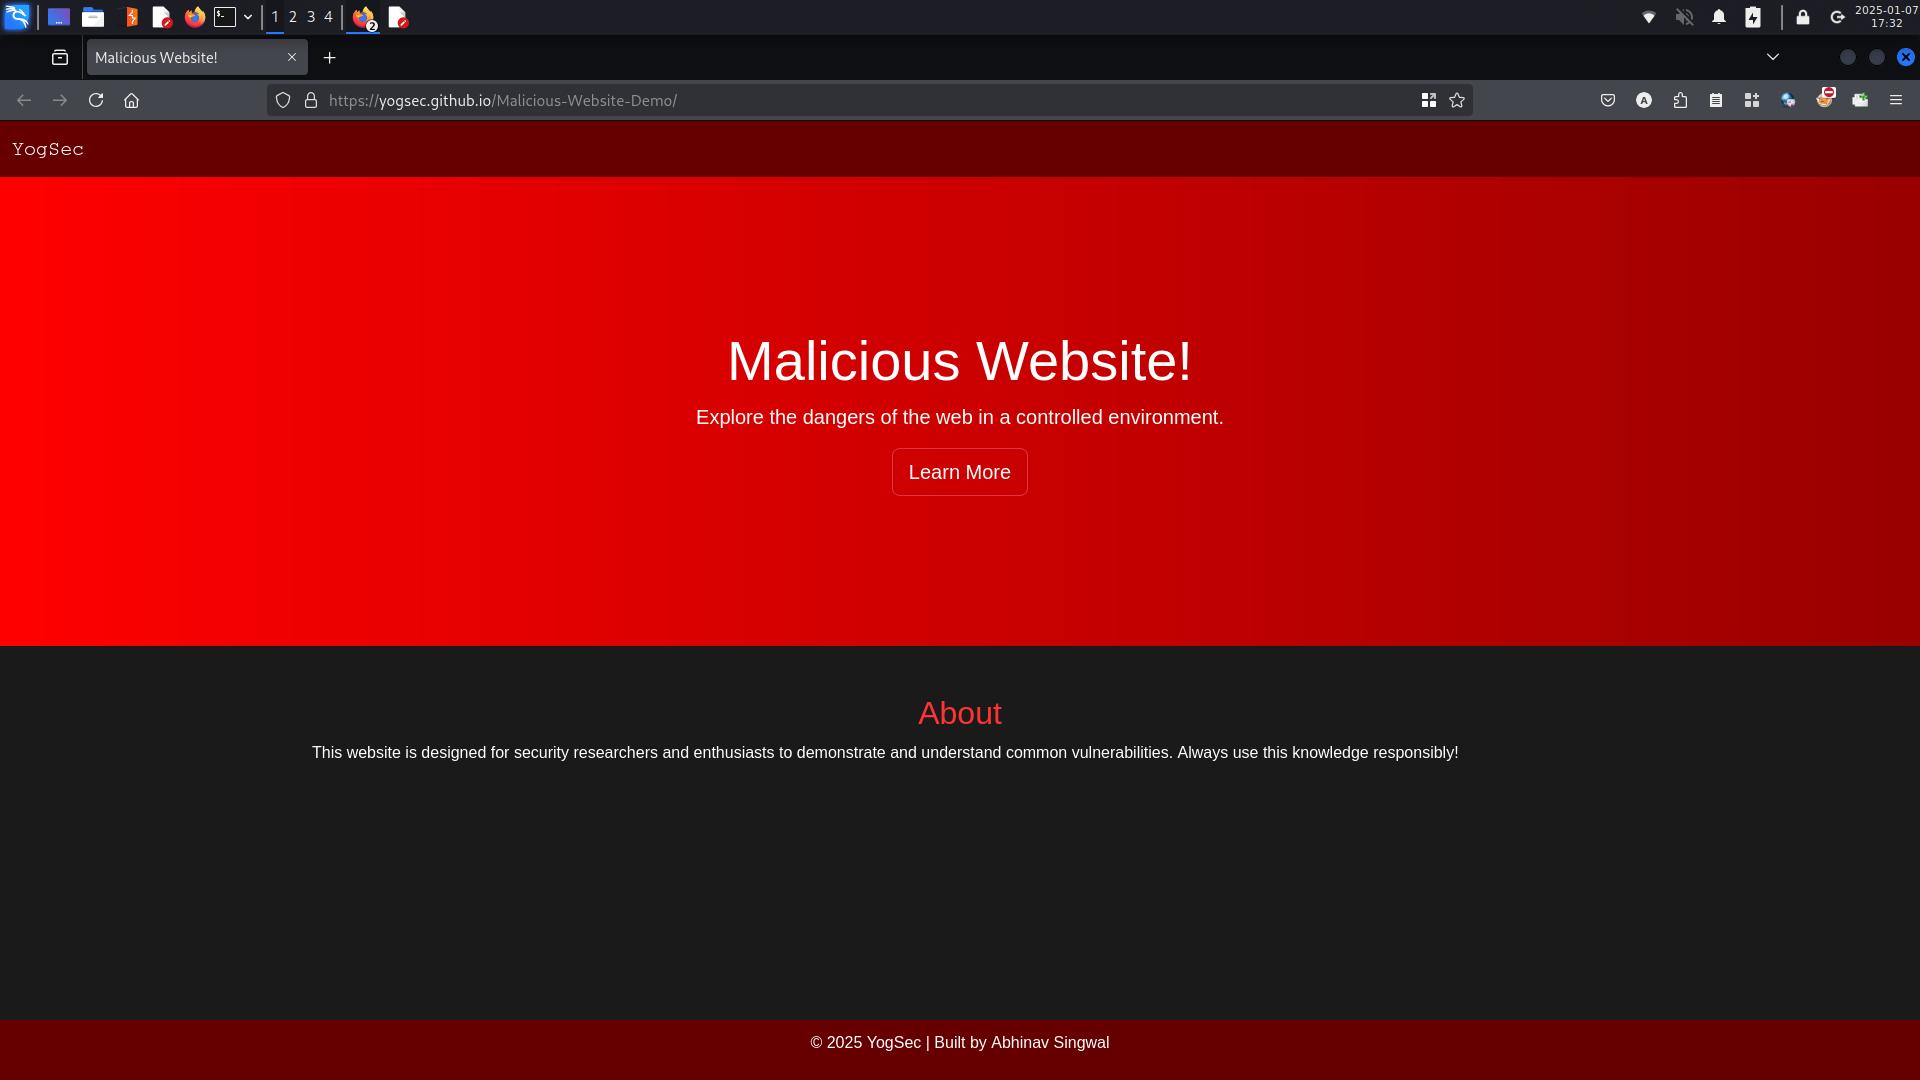 1 2 3 4
2
2025-01-07
17:32
Malicious Website!
https://yogsec.github.io/Malicious-Website-Demo/
A
YogSec
Malicious Website!
Explore the dangers of the web in a controlled environment.
Learn More
About
This website is designed for security researchers and enthusiasts to demonstrate and understand common vulnerabilities. Always use this knowledge responsibly!
© 2025 YogSec | Built by Abhinav Singwal